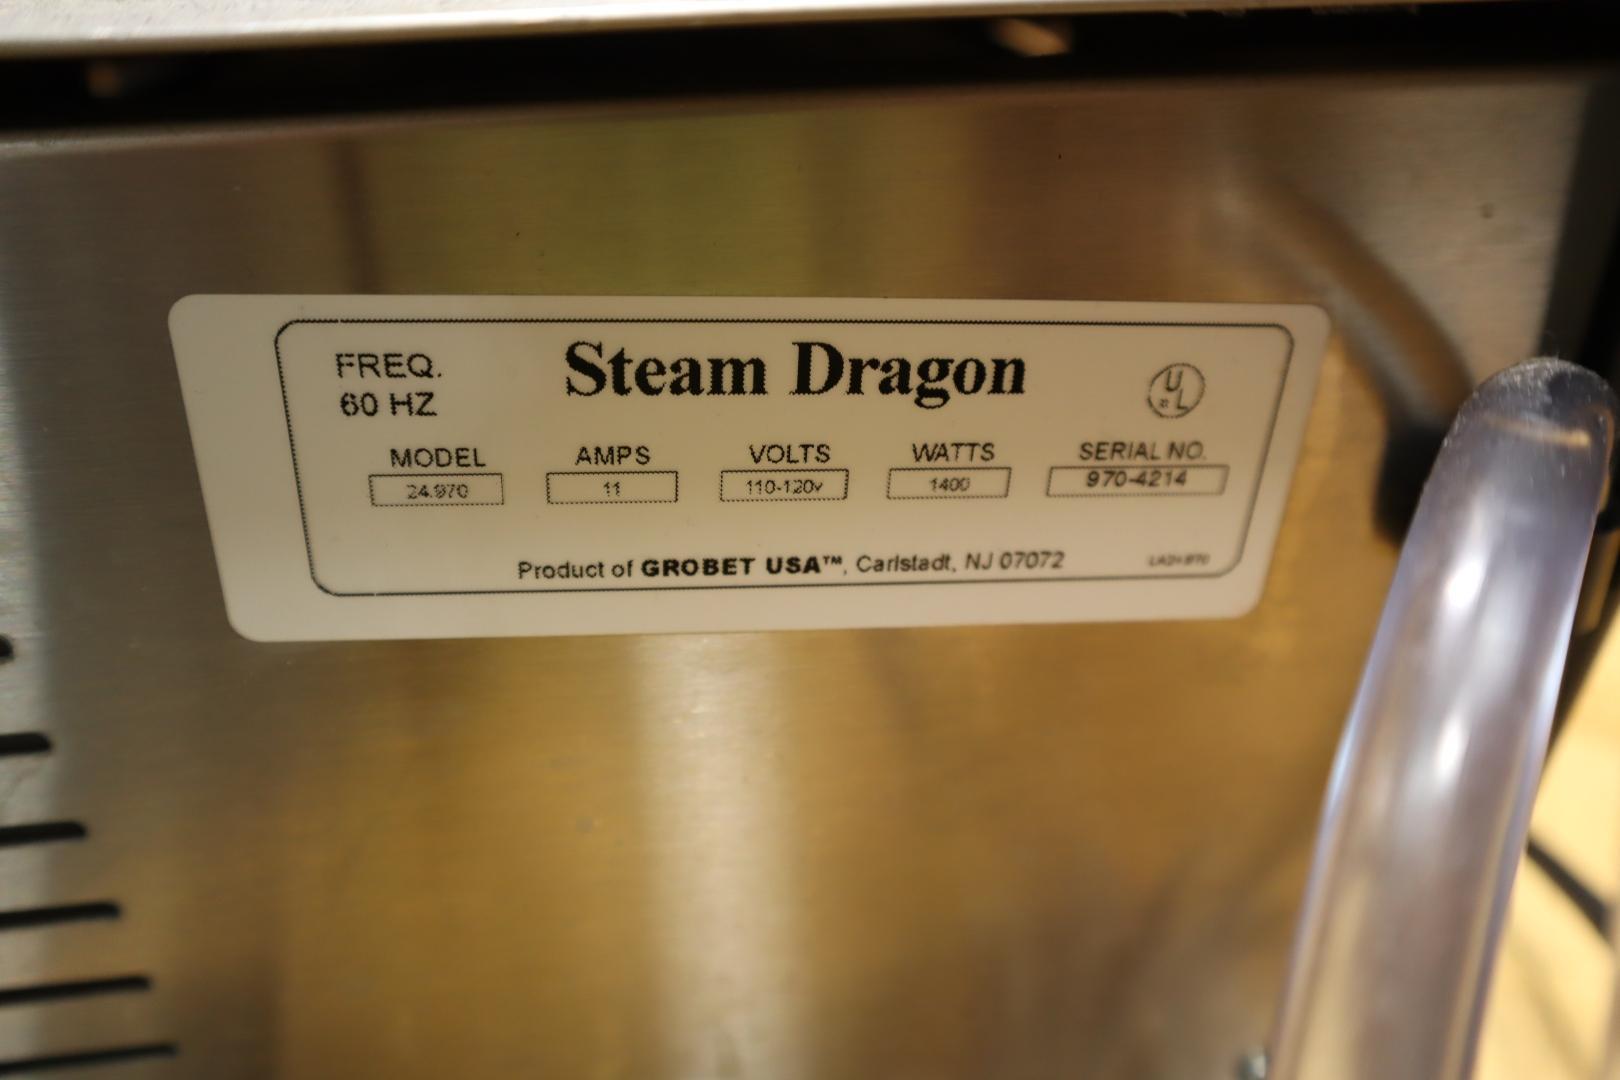 Steam Dragon
FREQ.
60 HZ
UL
MODEL AMPS VOLTS WATTS SERIAL NO.
24.970 11 110-120v 1400 970-4214
Product of GROBET USA™, Carlstadt, NJ 07072